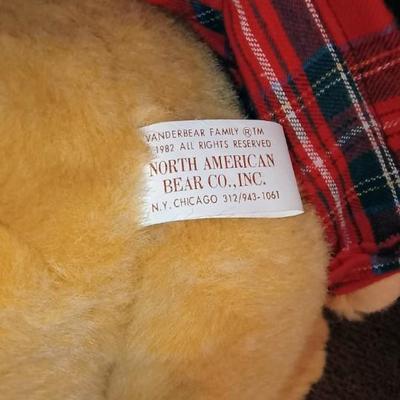 VANDERBEAR FAMILY ®TM
1982 ALL RIGHTS RESERVED
NORTH AMERICAN
BEAR CO., INC.
N.Y. CHICAGO 312/943-1061